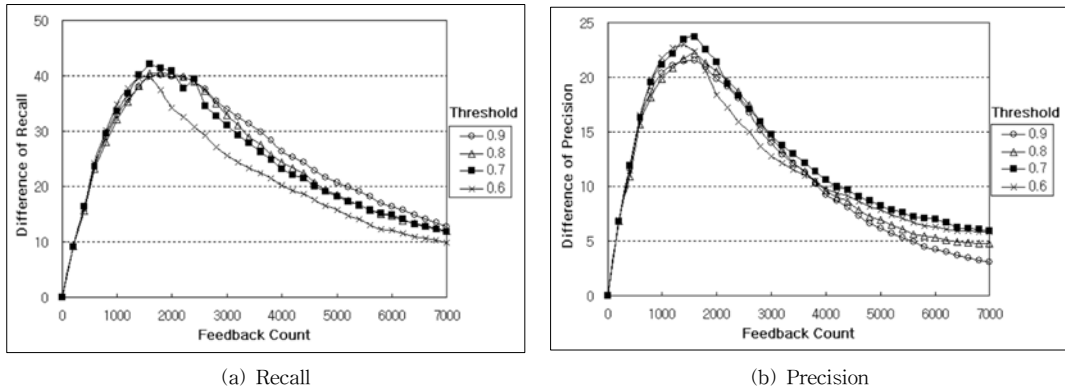 50
40
30
20
10
0
Difference of Recall
0 1000 2000 3000 4000 5000 6000 7000
Feedback Count
Threshold
0.9
0.8
0.7
0.6
(a) Recall
25
20
15
10
5
0
Difference of Precision
0 1000 2000 3000 4000 5000 6000 7000
Feedback Count
Threshold
0.9
0.8
0.7
0.6
(b) Precision